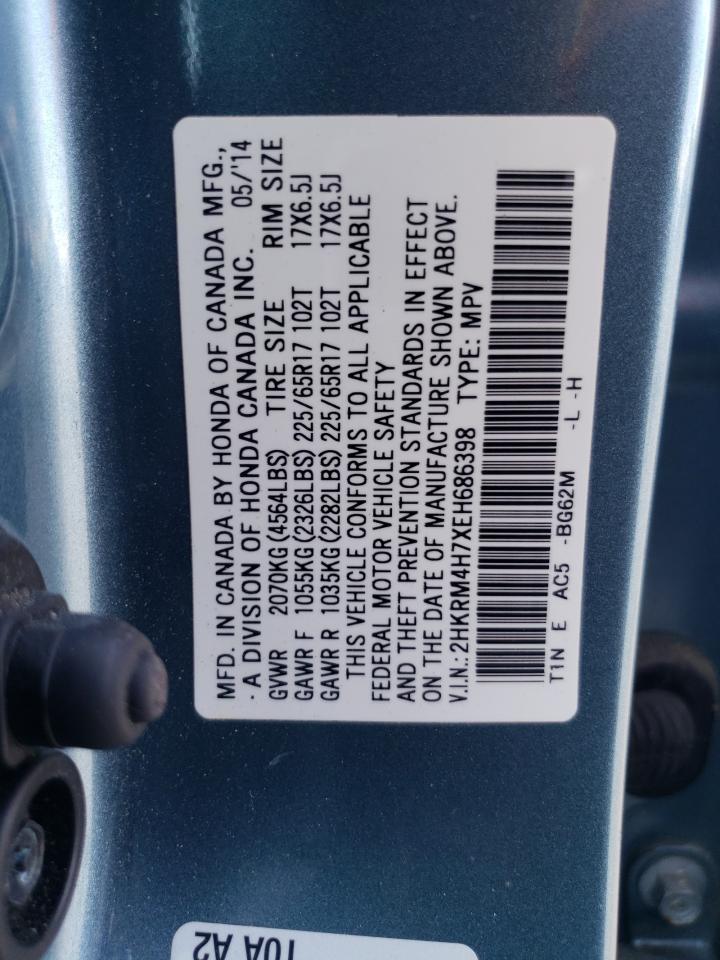 MFD. IN CANADA BY HONDA OF CANADA MFG.,
·A DIVISION OF HONDA CANADA INC. 05/'14
GVWR 2070KG(4564LBS) TIRE SIZE RIM SIZE
GAWR F 1055KG(2326LBS) 225/65R17 102T 17X6.5J
GAWR R 1035KG(2282LBS) 225/65R17 102T 17X6.5J
THIS VEHICLE CONFORMS TO ALL APPLICABLE
FEDERAL MOTOR VEHICLE SAFETY
AND THEFT PREVENTION STANDARDS IN EFFECT
ON THE DATE OF MANUFACTURE SHOWN ABOVE.
V.I.N.:2HKRM4H7XEH686398 TYPE: MPV
T1N E AC5 -BG62M -L -H
10A A2